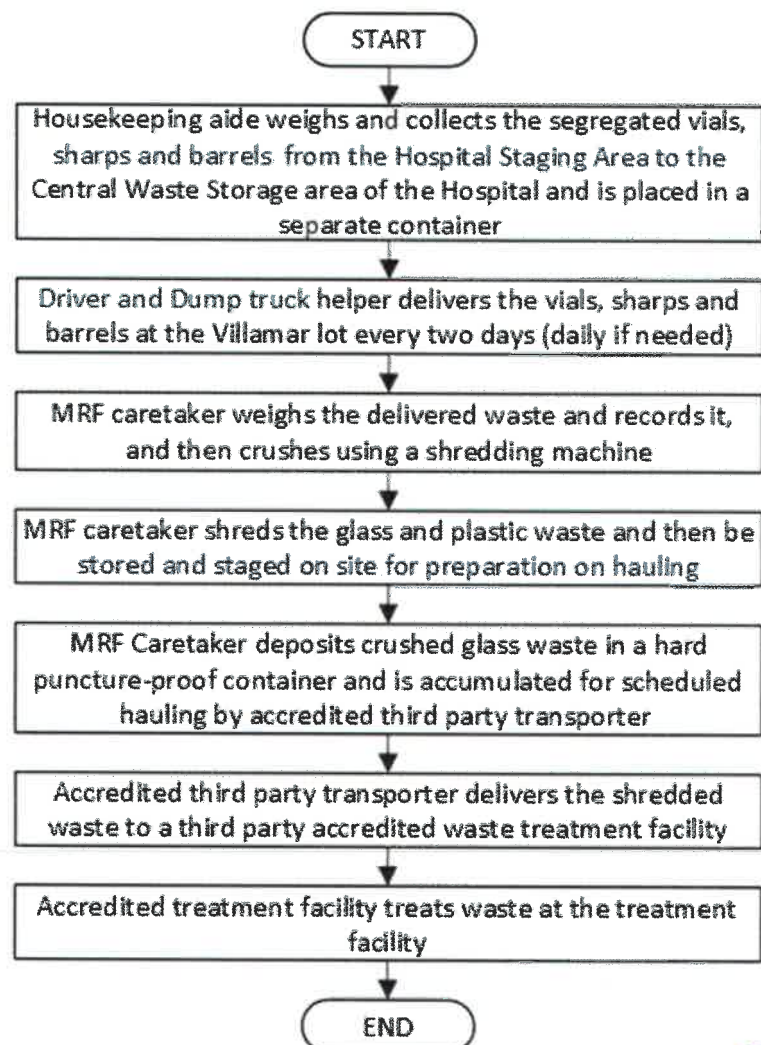 START
Housekeeping aide weighs and collects the segregated vials,
sharps and barrels from the Hospital Staging Area to the
Central Waste Storage area of the Hospital and is placed in a
separate container
Driver and Dump truck helper delivers the vials, sharps and
barrels at the Villamar lot every two days (daily if needed)
MRF caretaker weighs the delivered waste and records it,
and then crushes using a shredding machine
MRF caretaker shreds the glass and plastic waste and then be
stored and staged on site for preparation on hauling
MRF Caretaker deposits crushed glass waste in a hard
puncture-proof container and is accumulated for scheduled
hauling by accredited third party transporter
Accredited third party transporter delivers the shredded
waste to a third party accredited waste treatment facility
Accredited treatment facility treats waste at the treatment
facility
END